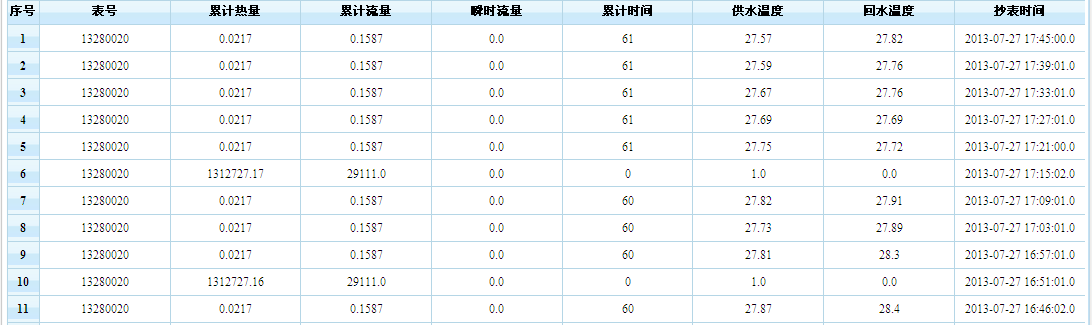 序号 表号 累计热量 累计流量 瞬时流量 累计时间 供水温度 回水温度 抄表时间
1 13280020 0.0217 0.1587 0.0 61 27.57 27.82 2013-07-27 17:45:00.0
2 13280020 0.0217 0.1587 0.0 61 27.59 27.76 2013-07-27 17:39:01.0
3 13280020 0.0217 0.1587 0.0 61 27.67 27.76 2013-07-27 17:33:01.0
4 13280020 0.0217 0.1587 0.0 61 27.69 27.69 2013-07-27 17:27:01.0
5 13280020 0.0217 0.1587 0.0 61 27.75 27.72 2013-07-27 17:21:00.0
6 13280020 1312727.17 29111.0 0.0 0 1.0 0.0 2013-07-27 17:15:02.0
7 13280020 0.0217 0.1587 0.0 60 27.82 27.91 2013-07-27 17:09:01.0
8 13280020 0.0217 0.1587 0.0 60 27.73 27.89 2013-07-27 17:03:01.0
9 13280020 0.0217 0.1587 0.0 60 27.81 28.3 2013-07-27 16:57:01.0
10 13280020 1312727.16 29111.0 0.0 0 1.0 0.0 2013-07-27 16:51:01.0
11 13280020 0.0217 0.1587 0.0 60 27.87 28.4 2013-07-27 16:46:02.0